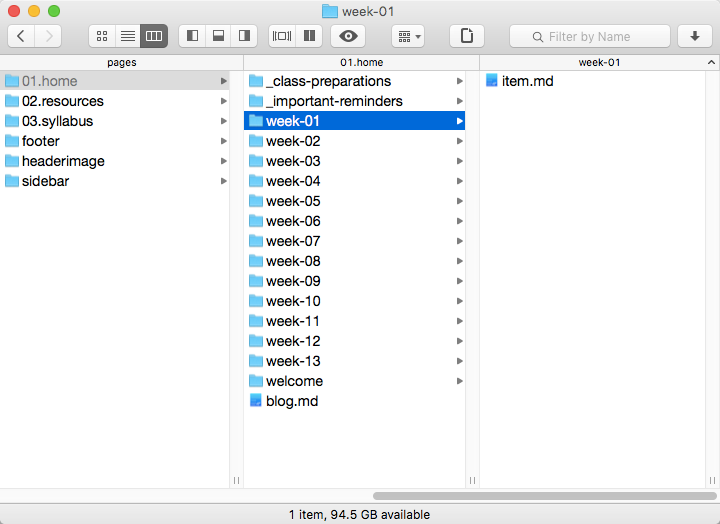 week-01
Filter by Name
pages
01.home
week-01
01.home
02.resources
03.syllabus
footer
headerimage
sidebar
_class-preparations
_important-reminders
week-01
week-02
week-03
week-04
week-05
week-06
week-07
week-08
week-09
week-10
week-11
week-12
week-13
welcome
blog.md
item.md
1 item, 94.5 GB available